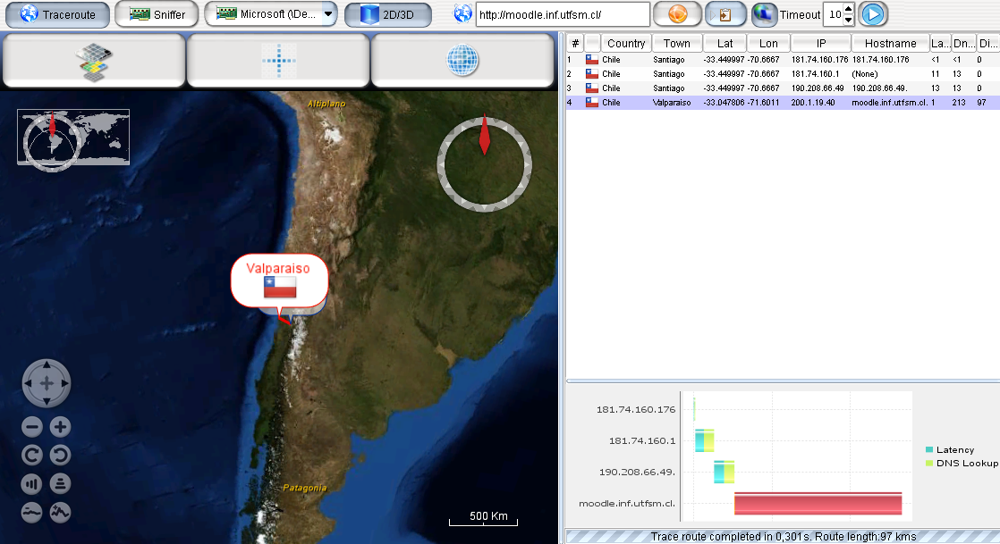 Traceroute Sniffer Microsoft (\De... 2D/3D http://moodle.inf.utfsm.cl/ Timeout 10
# Country Town Lat Lon IP Hostname La... Dn... Di...
1 Chile Santiago -33.449997 -70.6667 181.74.160.176 181.74.160.176 <1 <1 0
2 Chile Santiago -33.449997 -70.6667 181.74.160.1 (None) 11 13 0
3 Chile Santiago -33.449997 -70.6667 190.208.66.49 190.208.66.49. 13 13 0
4 Chile Valparaiso -33.047806 -71.6011 200.1.19.40 moodle.inf.utfsm.cl. 1 213 97
Altiplano
Valparaiso
Patagonia
500 Km
181.74.160.176
181.74.160.1
190.208.66.49.
moodle.inf.utfsm.cl.
Latency
DNS Lookup
Trace route completed in 0,301s. Route length:97 kms